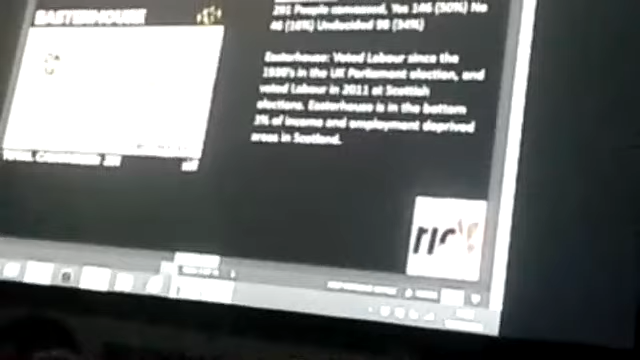 EASTERHOUSE
291 People canvassed. Yes 146 (50%) No
46 (16%) Undecided 99 (34%)
Easterhouse: Voted Labour since the
1930's in the UK Parliament election, and
voted Labour in 2011 at Scottish
elections. Easterhouse is in the bottom
3% of income and employment deprived
areas in Scotland.
ric